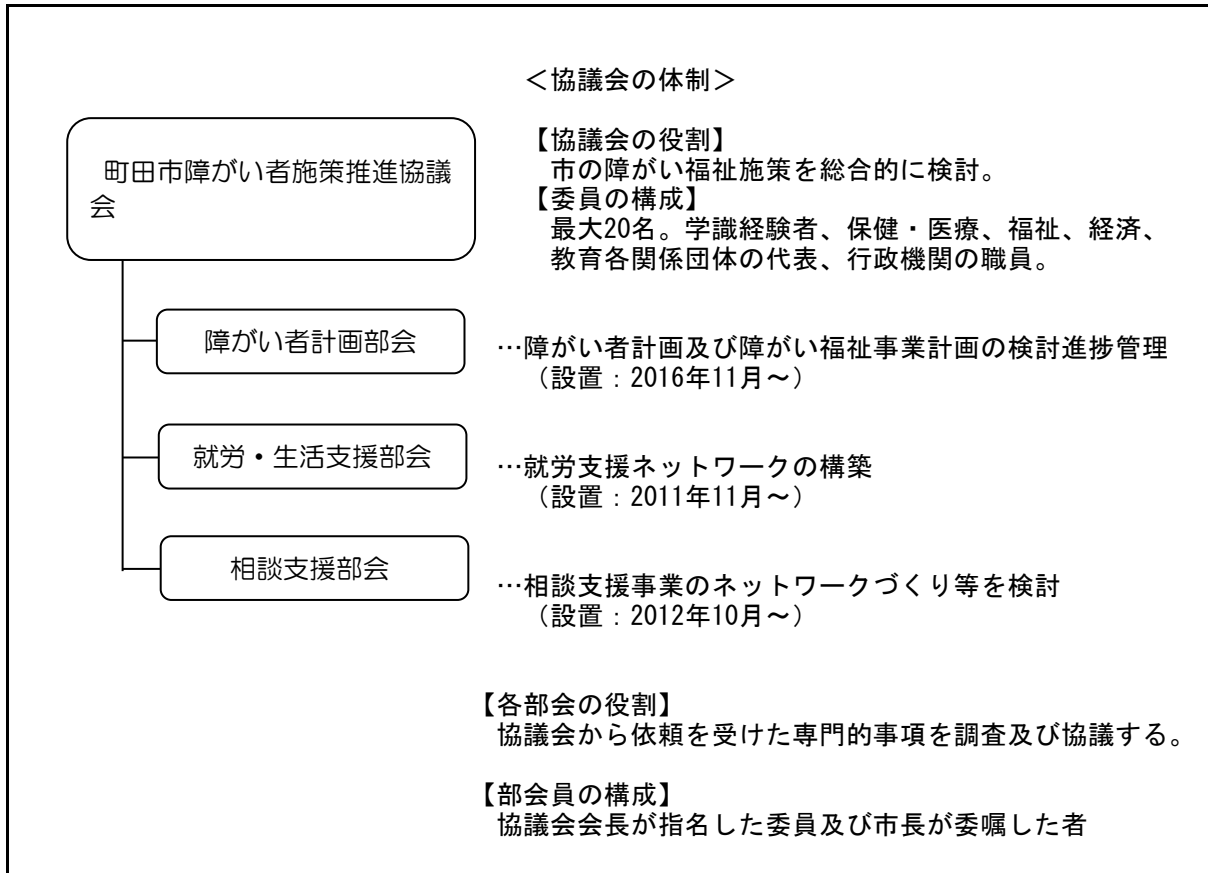 ＜協議会の体制＞
町田市障がい者施策推進協議
会
【協議会の役割】
市の障がい福祉施策を総合的に検討。
【委員の構成】
最大20名。学識経験者、保健・医療、福祉、経済、
教育各関係団体の代表、行政機関の職員。
障がい者計画部会
…障がい者計画及び障がい福祉事業計画の検討進捗管理
（設置：2016年11月～）
就労・生活支援部会
…就労支援ネットワークの構築
（設置：2011年11月～）
相談支援部会
…相談支援事業のネットワークづくり等を検討
（設置：2012年10月～）
【各部会の役割】
協議会から依頼を受けた専門的事項を調査及び協議する。
【部会員の構成】
協議会会長が指名した委員及び市長が委嘱した者